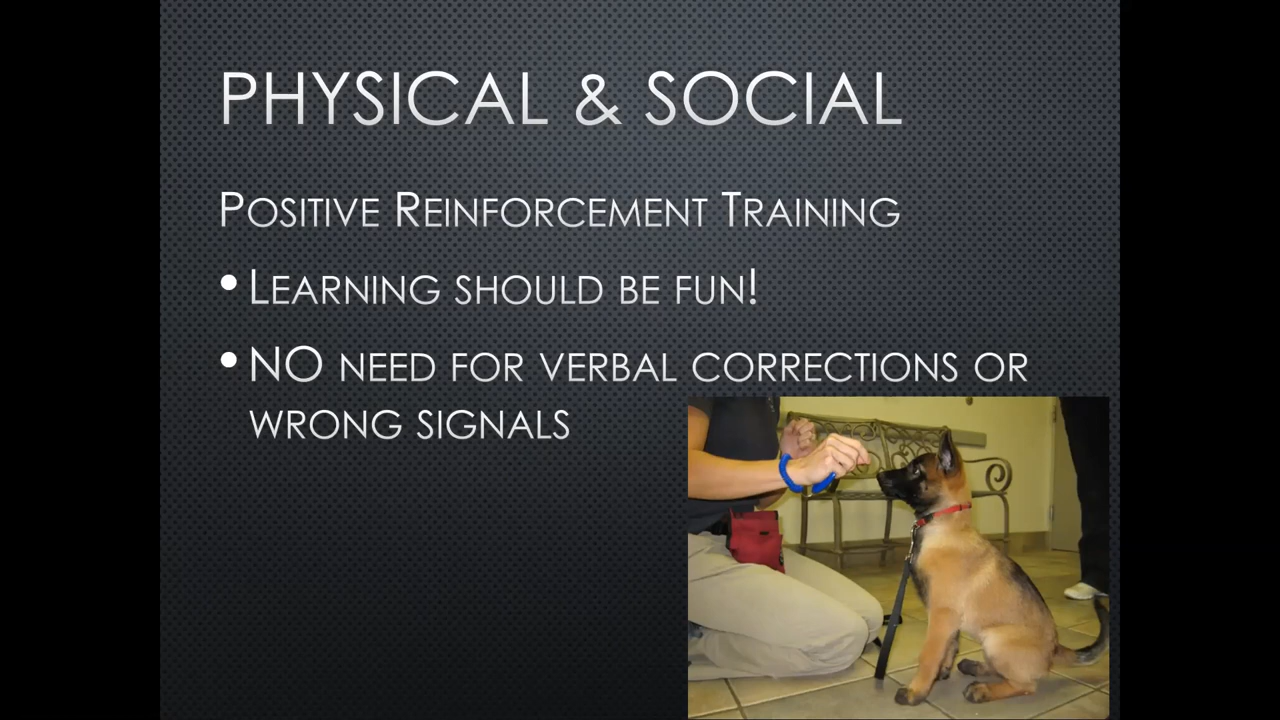 PHYSICAL & SOCIAL
POSITIVE REINFORCEMENT TRAINING
• LEARNING SHOULD BE FUN!
• NO NEED FOR VERBAL CORRECTIONS OR
WRONG SIGNALS